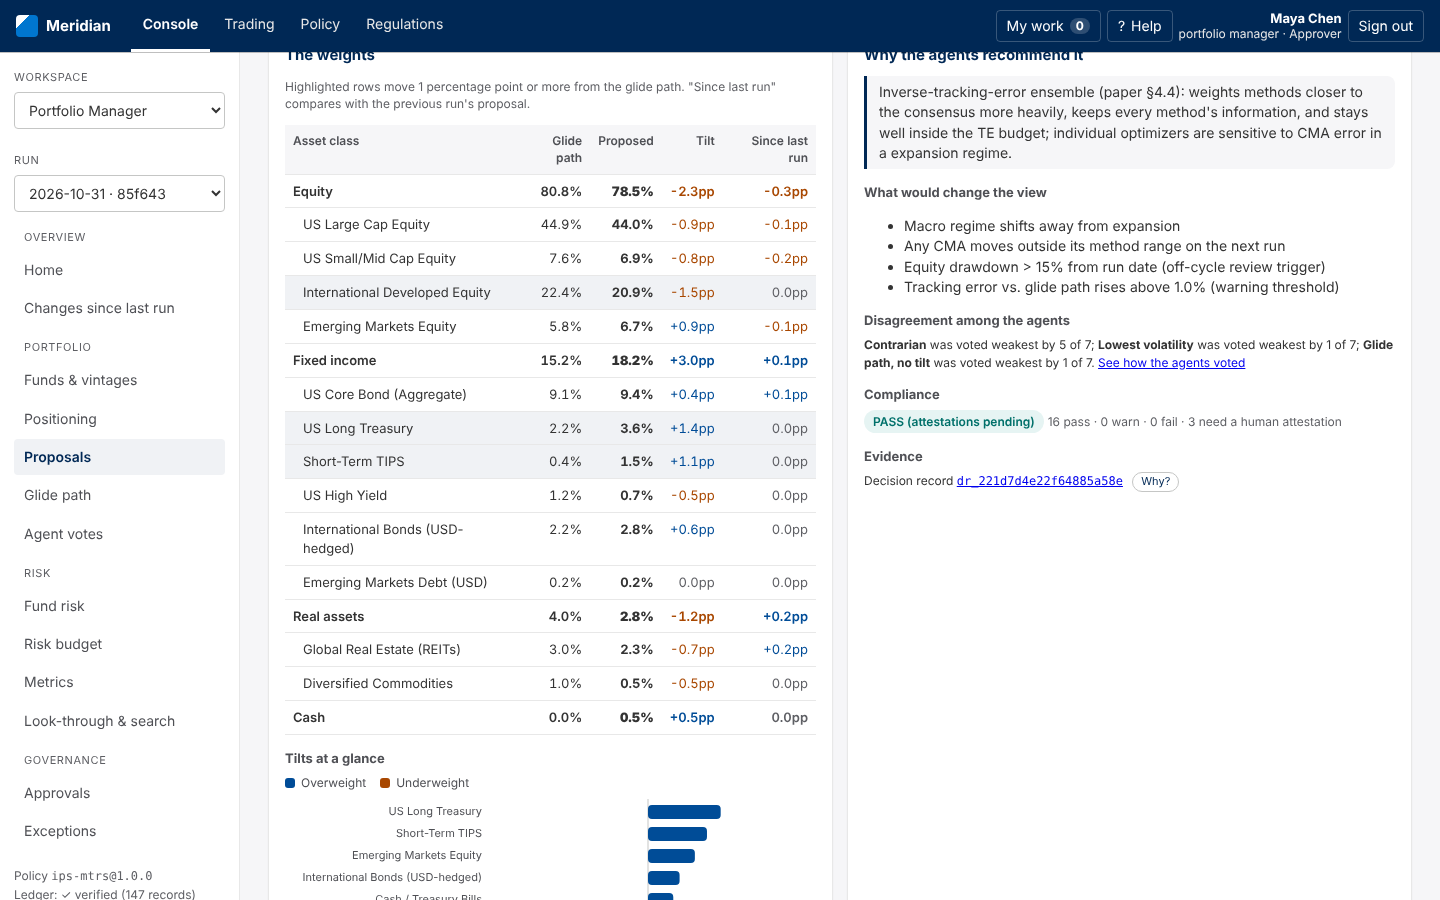 Meridian
Console
Trading
Policy
Regulations
My work 0
? Help
Maya Chen
portfolio manager · Approver
Sign out
WORKSPACE
Portfolio Manager
RUN
2026-10-31 · 85f643
OVERVIEW
Home
Changes since last run
PORTFOLIO
Funds & vintages
Positioning
Proposals
Glide path
Agent votes
RISK
Fund risk
Risk budget
Metrics
Look-through & search
GOVERNANCE
Approvals
Exceptions
Policy ips-mtrs@1.0.0
Ledger: ✓ verified (147 records)
The weights
Highlighted rows move 1 percentage point or more from the glide path. "Since last run"
compares with the previous run's proposal.
Asset class Glide path Proposed Tilt Since last run
Equity 80.8% 78.5% -2.3pp -0.3pp
US Large Cap Equity 44.9% 44.0% -0.9pp -0.1pp
US Small/Mid Cap Equity 7.6% 6.9% -0.8pp -0.2pp
International Developed Equity 22.4% 20.9% -1.5pp 0.0pp
Emerging Markets Equity 5.8% 6.7% +0.9pp -0.1pp
Fixed income 15.2% 18.2% +3.0pp +0.1pp
US Core Bond (Aggregate) 9.1% 9.4% +0.4pp +0.1pp
US Long Treasury 2.2% 3.6% +1.4pp 0.0pp
Short-Term TIPS 0.4% 1.5% +1.1pp 0.0pp
US High Yield 1.2% 0.7% -0.5pp 0.0pp
International Bonds (USD-
hedged) 2.2% 2.8% +0.6pp 0.0pp
Emerging Markets Debt (USD) 0.2% 0.2% 0.0pp 0.0pp
Real assets 4.0% 2.8% -1.2pp +0.2pp
Global Real Estate (REITs) 3.0% 2.3% -0.7pp +0.2pp
Diversified Commodities 1.0% 0.5% -0.5pp 0.0pp
Cash 0.0% 0.5% +0.5pp 0.0pp
Tilts at a glance
Overweight Underweight
US Long Treasury
Short-Term TIPS
Emerging Markets Equity
International Bonds (USD-hedged)
Cash / Treasury Bills
Why the agents recommend it
Inverse-tracking-error ensemble (paper §4.4): weights methods closer to
the consensus more heavily, keeps every method's information, and stays
well inside the TE budget; individual optimizers are sensitive to CMA error in
a expansion regime.
What would change the view
• Macro regime shifts away from expansion
• Any CMA moves outside its method range on the next run
• Equity drawdown > 15% from run date (off-cycle review trigger)
• Tracking error vs. glide path rises above 1.0% (warning threshold)
Disagreement among the agents
Contrarian was voted weakest by 5 of 7; Lowest volatility was voted weakest by 1 of 7; Glide
path, no tilt was voted weakest by 1 of 7. See how the agents voted
Compliance
PASS (attestations pending) 16 pass · 0 warn · 0 fail · 3 need a human attestation
Evidence
Decision record dr_221d7d4e22f64885a58e Why?